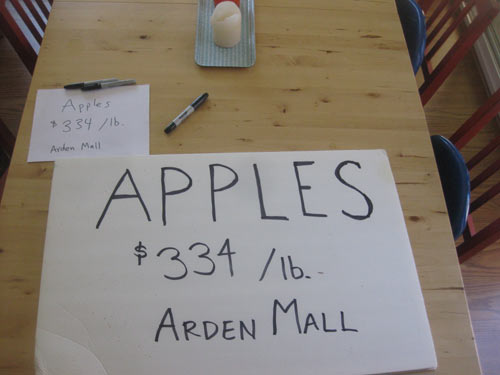 Apples
$334/lb.
Arden Mall
APPLES
$334/lb.
ARDEN MALL